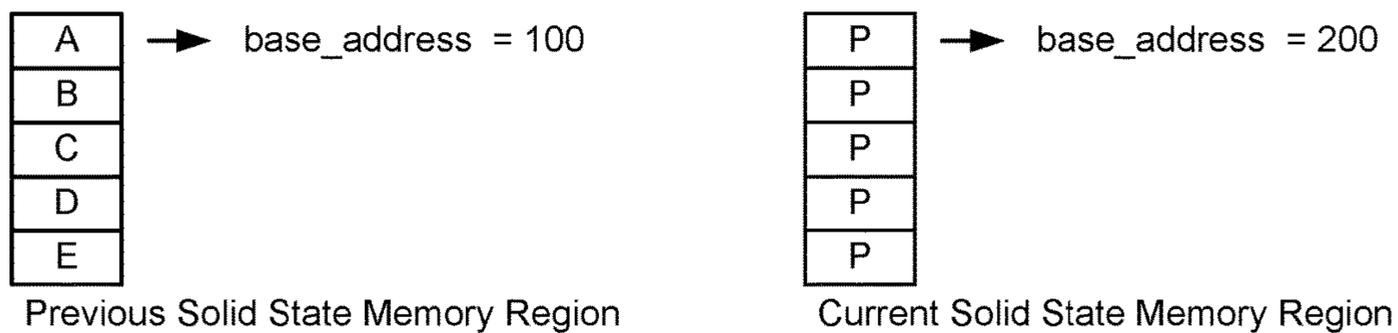 A → base_address = 100
B
C
D
E
Previous Solid State Memory Region
P → base_address = 200
P
P
P
P
Current Solid State Memory Region